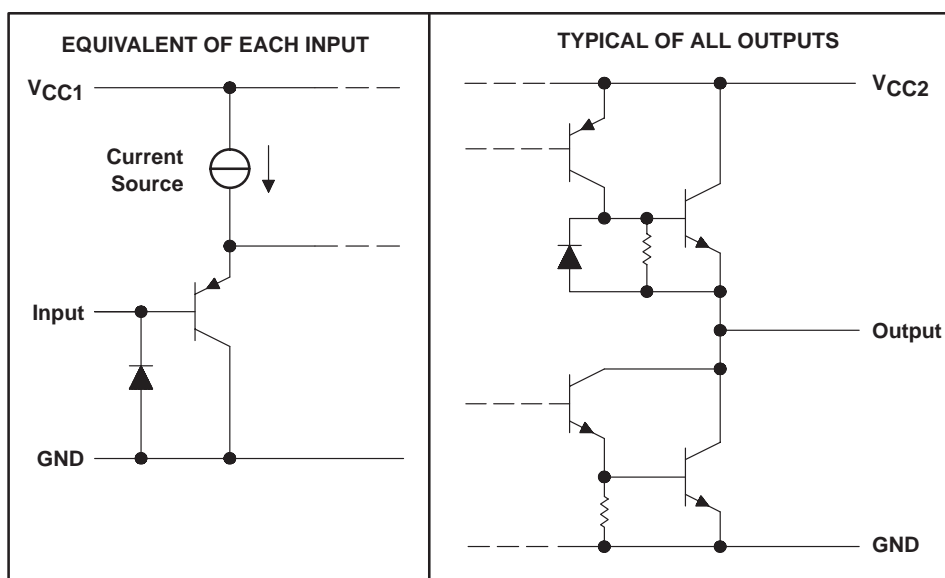 EQUIVALENT OF EACH INPUT
VCC1
Current
Source
Input
GND
TYPICAL OF ALL OUTPUTS
VCC2
Output
GND